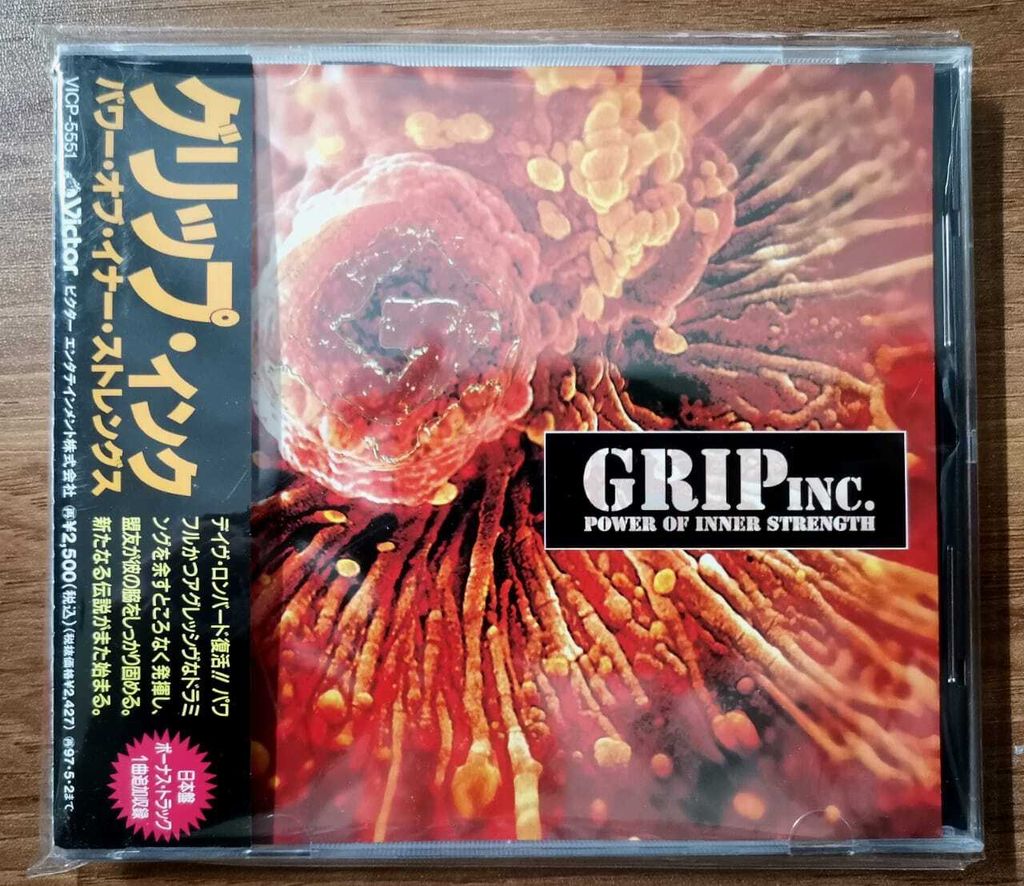 グリップ・インク
パワー・オブ・イナー・ストレングス
VICP-5551 Victor ビクター エンタテインメント株式会社 ㊢¥2,500(税込)(税抜価格¥2,427) ㊢97・5・2まで
デイヴ・ロンバード復活!! パワ
フルかつアグレッシヴなドラミ
ングを余すところなく発揮し、
盟友が彼の脇をしっかり固める。
新たなる伝説がまた始まる。
日本盤
ボーナス・トラック
1曲追加収録
GRIP INC.
POWER OF INNER STRENGTH